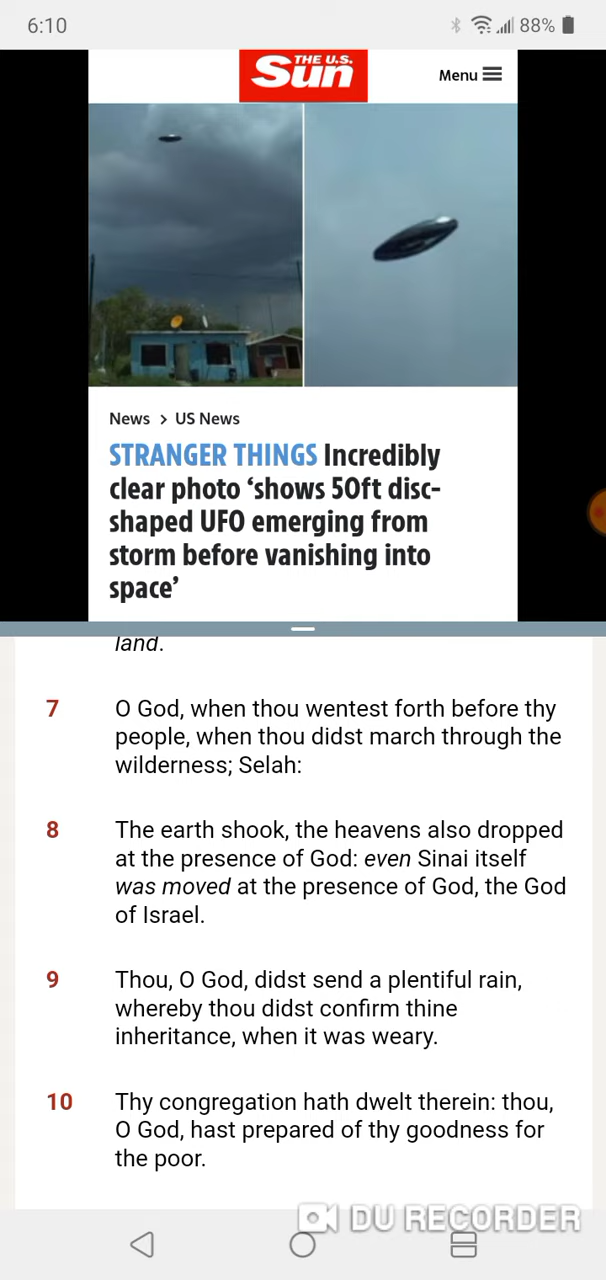 6:10
88%
THE U.S.
Sun
Menu
News > US News
STRANGER THINGS Incredibly
clear photo ‘shows 50ft disc-
shaped UFO emerging from
storm before vanishing into
space’
land.
7 O God, when thou wentest forth before thy
people, when thou didst march through the
wilderness; Selah:
8 The earth shook, the heavens also dropped
at the presence of God: even Sinai itself
was moved at the presence of God, the God
of Israel.
9 Thou, O God, didst send a plentiful rain,
whereby thou didst confirm thine
inheritance, when it was weary.
10 Thy congregation hath dwelt therein: thou,
O God, hast prepared of thy goodness for
the poor.
DU RECORDER